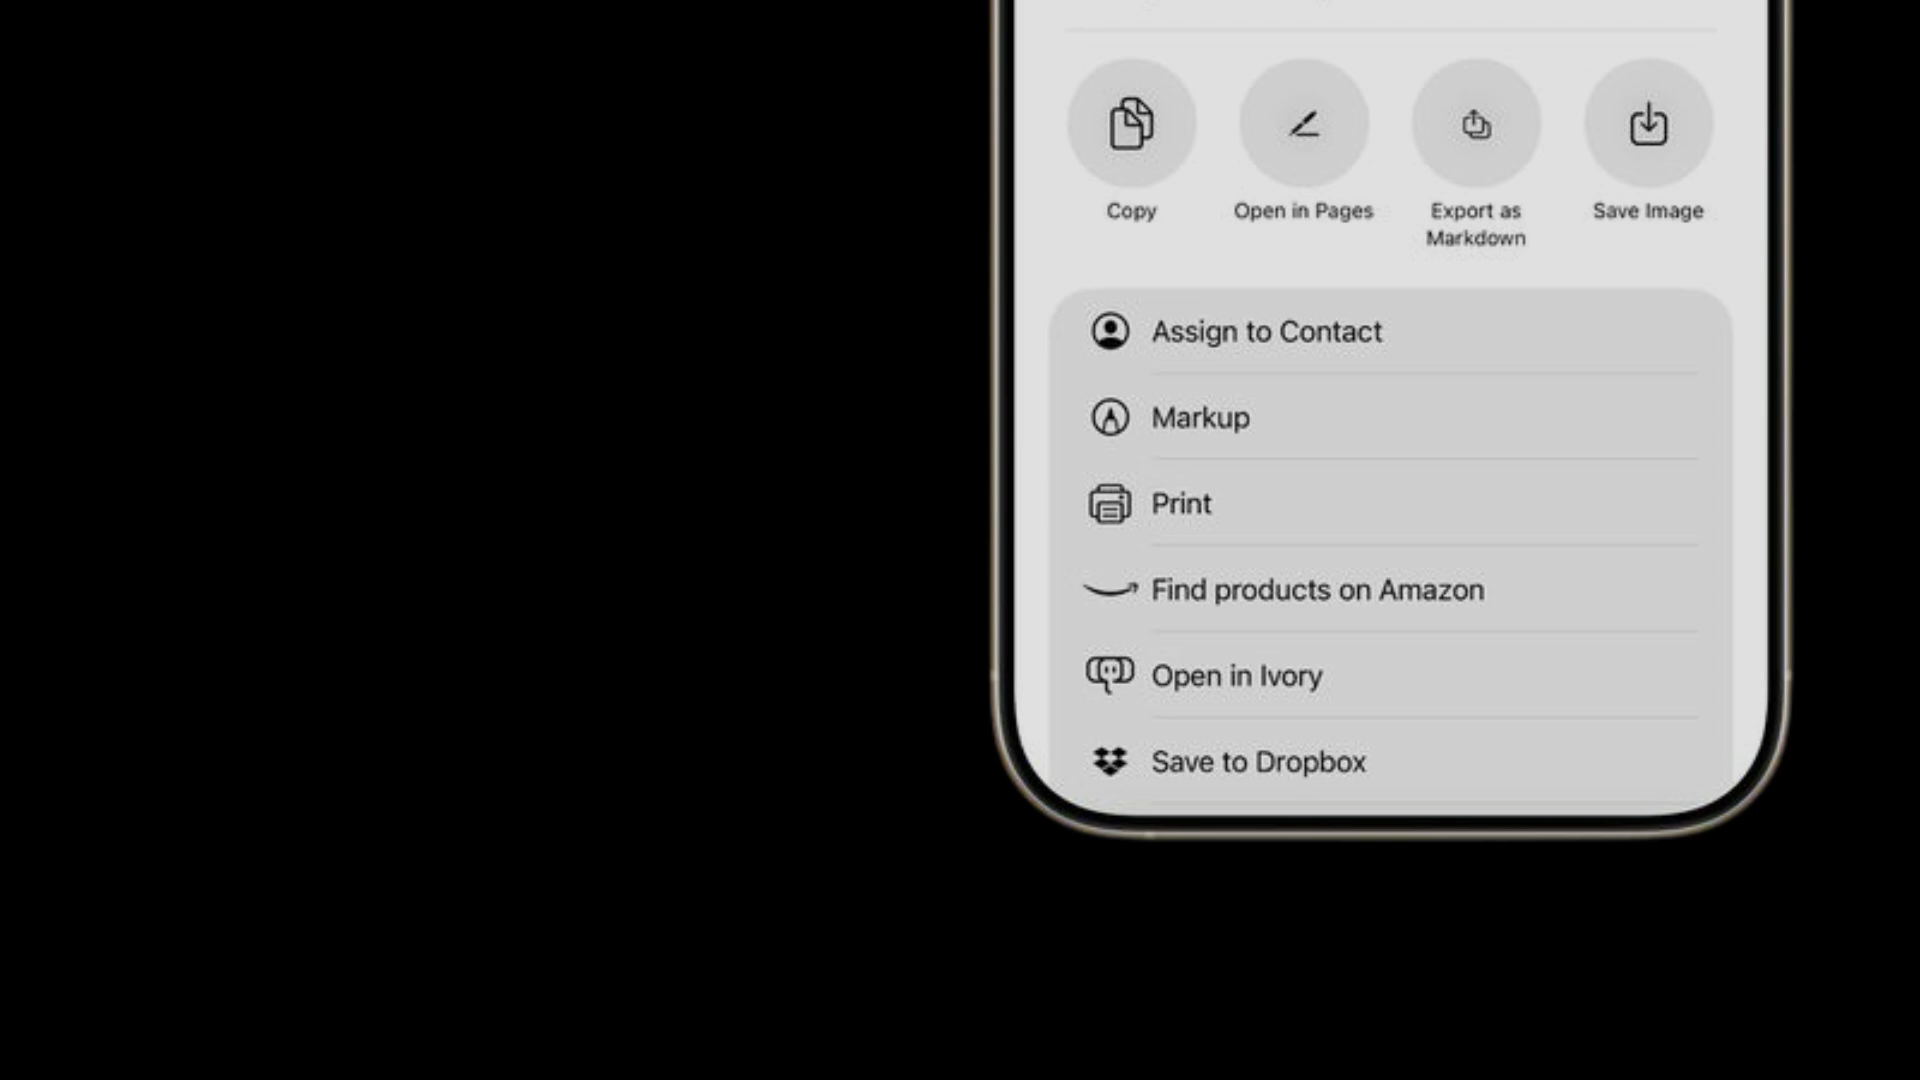 Copy
Open in Pages
Export as
Markdown
Save Image
Assign to Contact
Markup
Print
Find products on Amazon
Open in Ivory
Save to Dropbox